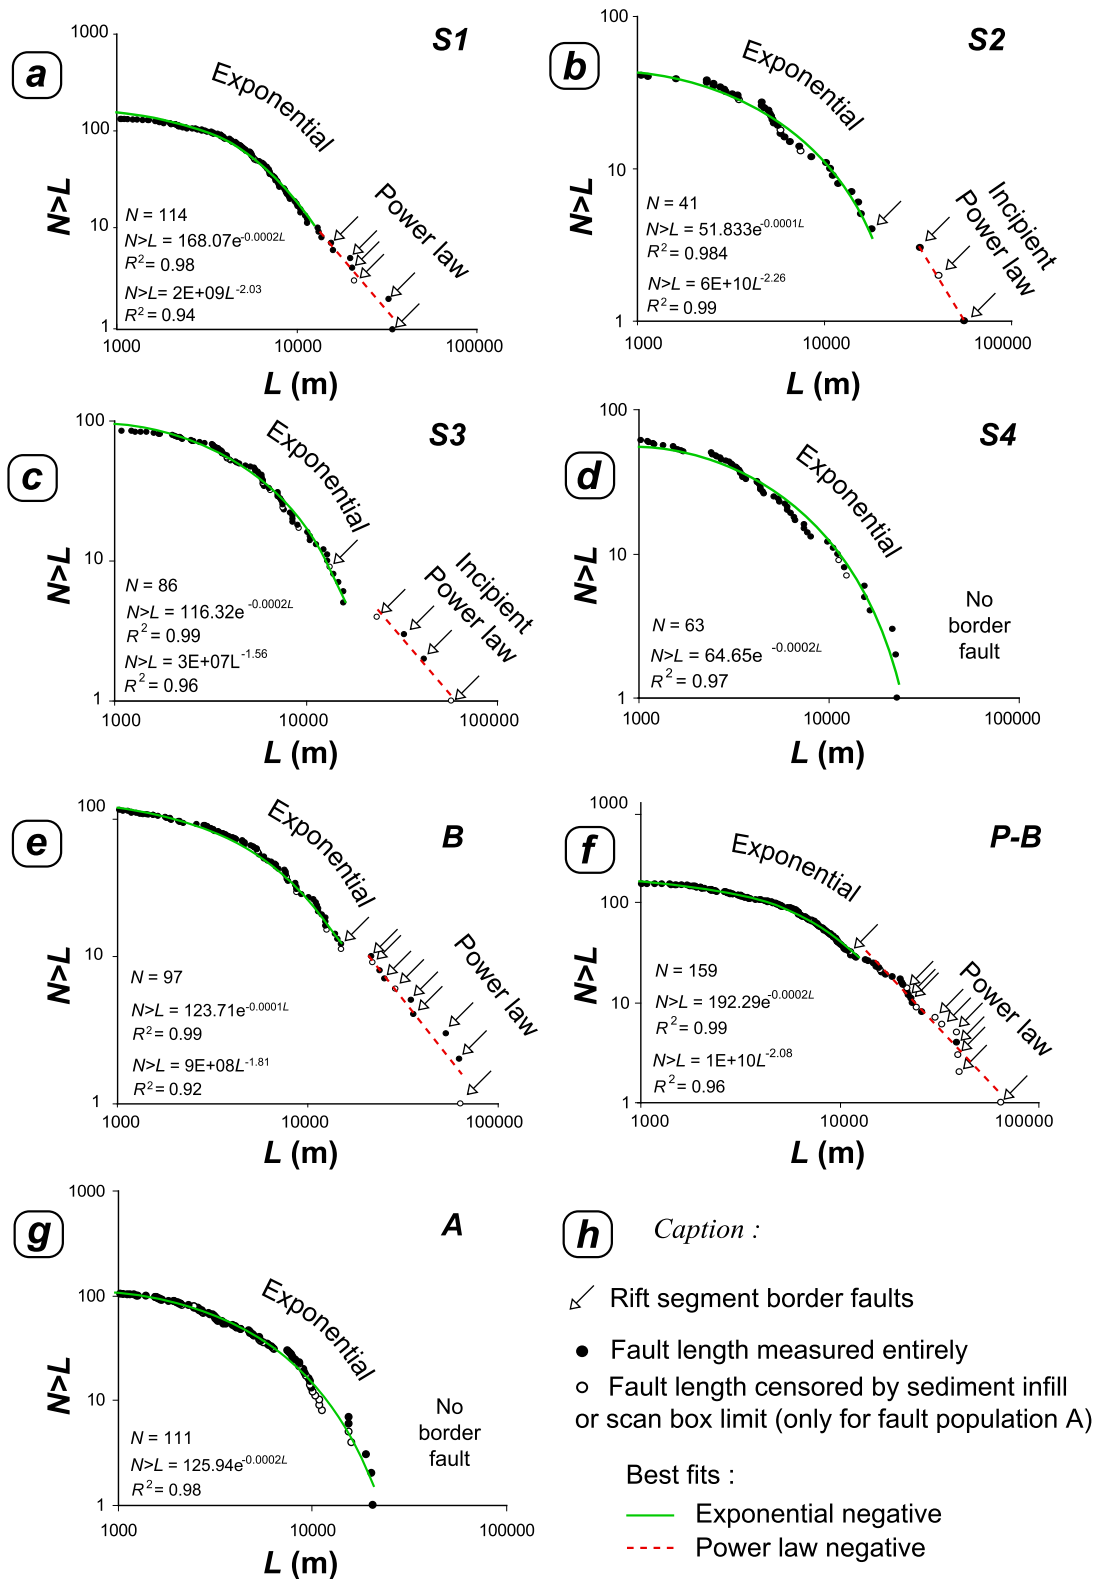 a
S1
1000
100
10
1
N>L
Exponential
Power law
N = 114
N>L = 168.07e^-0.0002L
R² = 0.98
N>L= 2E+09L^-2.03
R² = 0.94
1000
10000
100000
L (m)
b
S2
100
10
1
N>L
Exponential
Incipient
Power law
N = 41
N>L = 51.833e^-0.0001L
R² = 0.984
N>L = 6E+10L^-2.26
R² = 0.99
1000
10000
100000
L (m)
c
S3
100
10
1
N>L
Exponential
Incipient
Power law
N = 86
N>L = 116.32e^-0.0002L
R² = 0.99
N>L = 3E+07L^-1.56
R² = 0.96
1000
10000
100000
L (m)
d
S4
100
10
1
N>L
Exponential
No
border
fault
N = 63
N>L = 64.65e^-0.0002L
R² = 0.97
1000
10000
100000
L (m)
e
B
100
10
1
N>L
Exponential
Power law
N = 97
N>L = 123.71e^-0.0001L
R² = 0.99
N>L = 9E+08L^-1.81
R² = 0.92
1000
10000
100000
L (m)
f
P-B
1000
100
10
1
N>L
Exponential
Power law
N = 159
N>L = 192.29e^-0.0002L
R² = 0.99
N>L = 1E+10L^-2.08
R² = 0.96
1000
10000
100000
L (m)
g
A
1000
100
10
1
N>L
Exponential
No
border
fault
N = 111
N>L = 125.94e^-0.0002L
R² = 0.98
1000
10000
100000
L (m)
h
Caption :
Rift segment border faults
Fault length measured entirely
Fault length censored by sediment infill
or scan box limit (only for fault population A)
Best fits :
Exponential negative
Power law negative